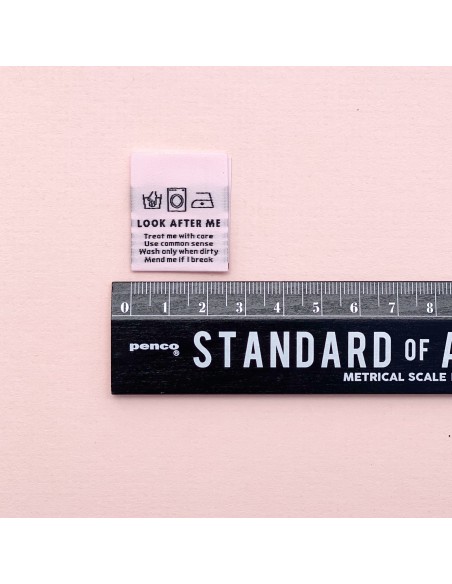 LOOK AFTER ME
Treat me with care
Use common sense
Wash only when dirty
Mend me if I break
0 1 2 3 4 5 6 7 8
penco®
STANDARD OF A
METRICAL SCALE